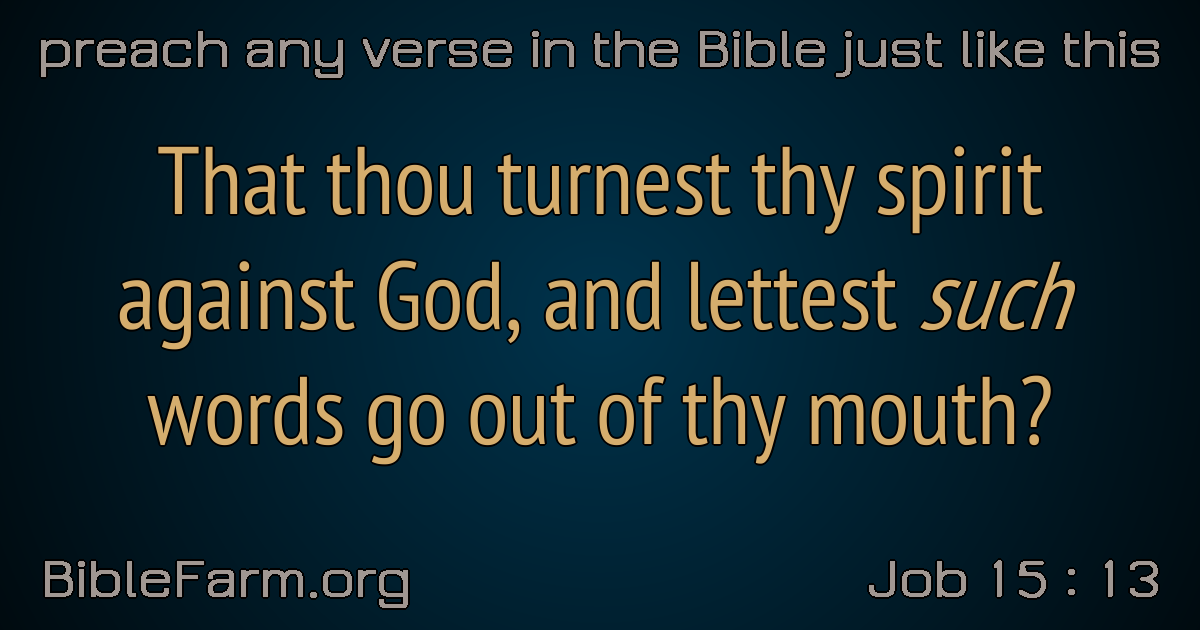 preach any verse in the Bible just like this
That thou turnest thy spirit
against God, and lettest such
words go out of thy mouth?
BibleFarm.org
Job 15 : 13